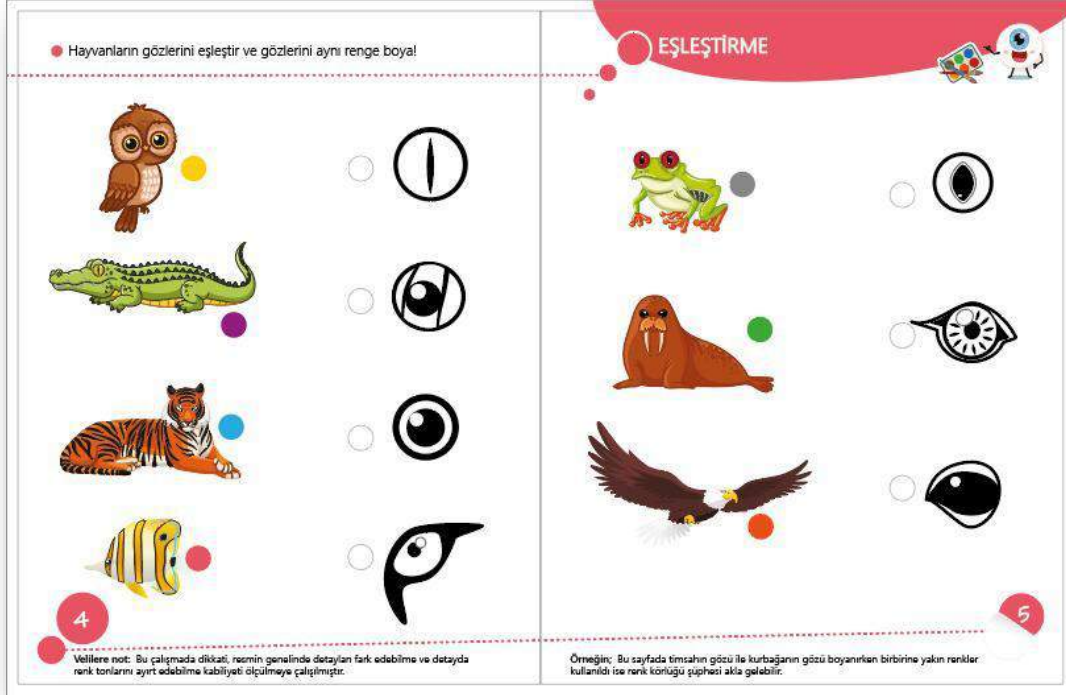 Hayvanların gözlerini eşleştir ve gözlerini aynı renge boya!
EŞLEŞTİRME
4
Velilere not: Bu çalışmada dikkati, resmin genelinde detayları fark edebilme ve detayda
renk tonlarını ayırt edebilme kabiliyeti ölçülmeye çalışılmıştır.
5
Örneğin; Bu sayfada timsahın gözü ile kurbağanın gözü boyanırken birbirine yakın renkler
kullanıldı ise renk körlüğü şüphesi akla gelebilir.